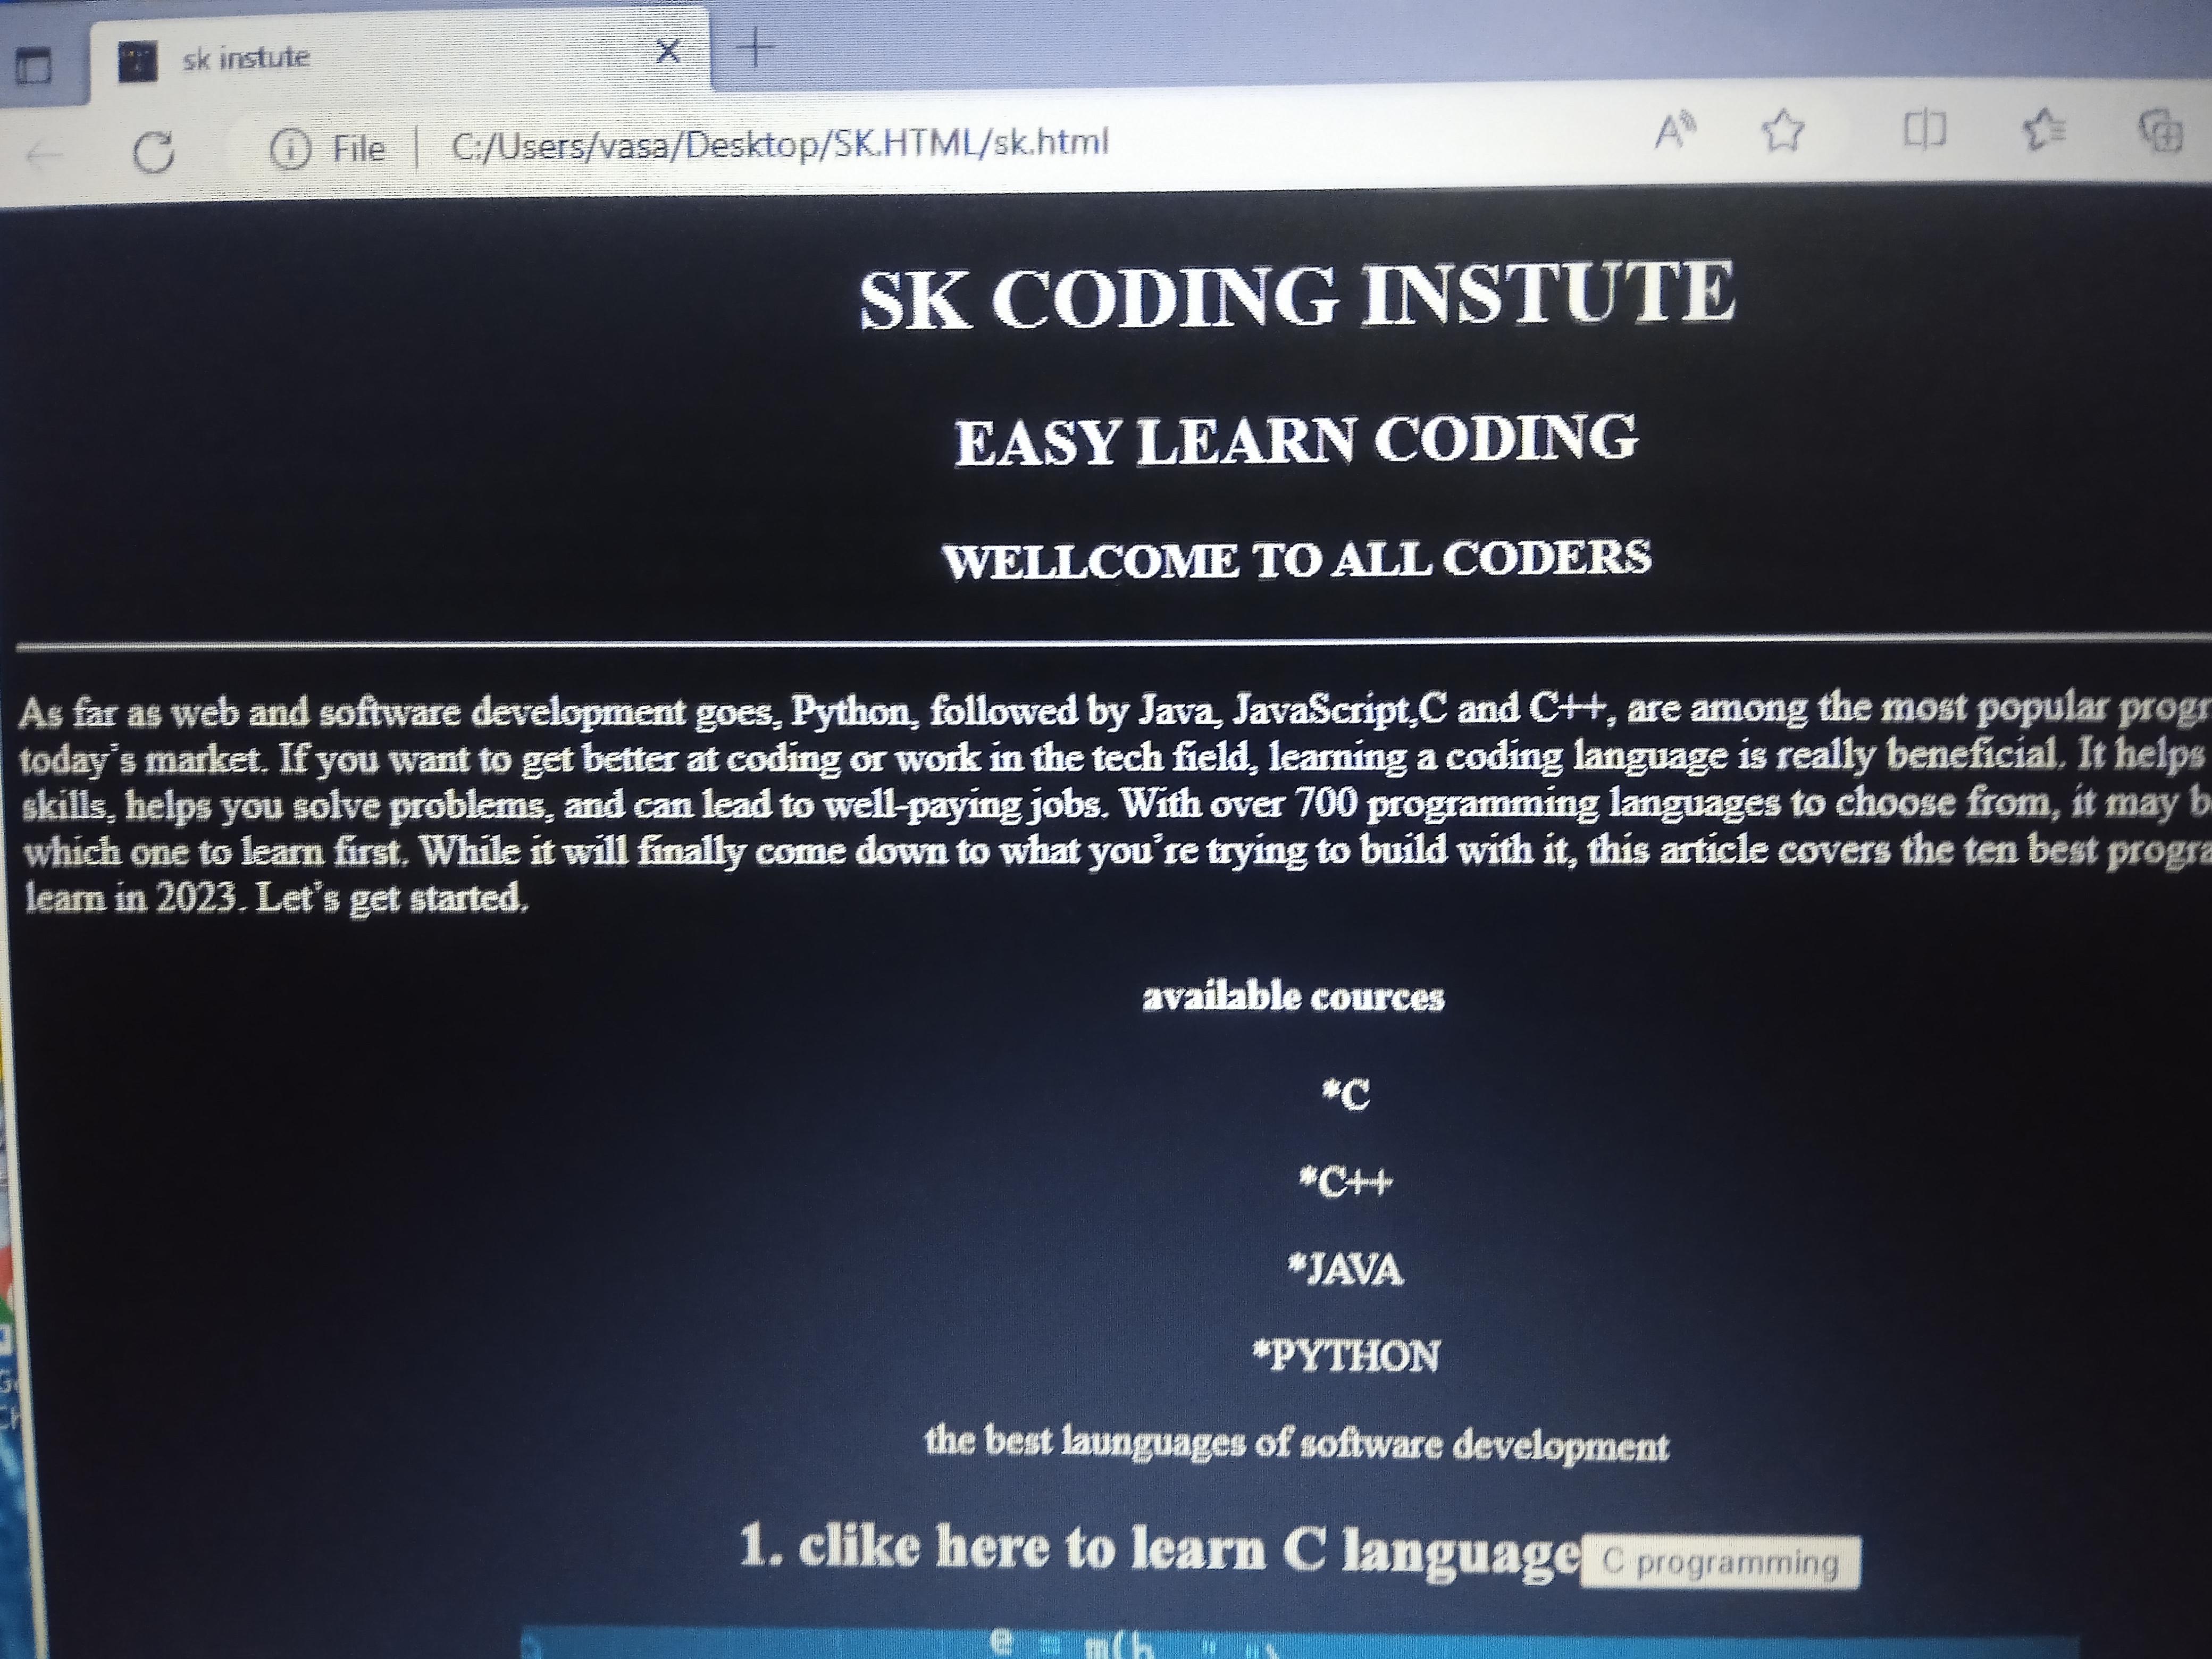 sk instute
File C:/Users/vasa/Desktop/SK.HTML/sk.html
SK CODING INSTUTE
EASY LEARN CODING
WELLCOME TO ALL CODERS
As far as web and software development goes, Python, followed by Java, JavaScript,C and C++, are among the most popular progr
today's market. If you want to get better at coding or work in the tech field, learning a coding language is really beneficial. It helps
skills, helps you solve problems, and can lead to well-paying jobs. With over 700 programming languages to choose from, it may b
which one to learn first. While it will finally come down to what you're trying to build with it, this article covers the ten best progra
learn in 2023. Let's get started.
available cources
*C
*C++
*JAVA
*PYTHON
the best launguages of software development
1. clike here to learn C language C programming